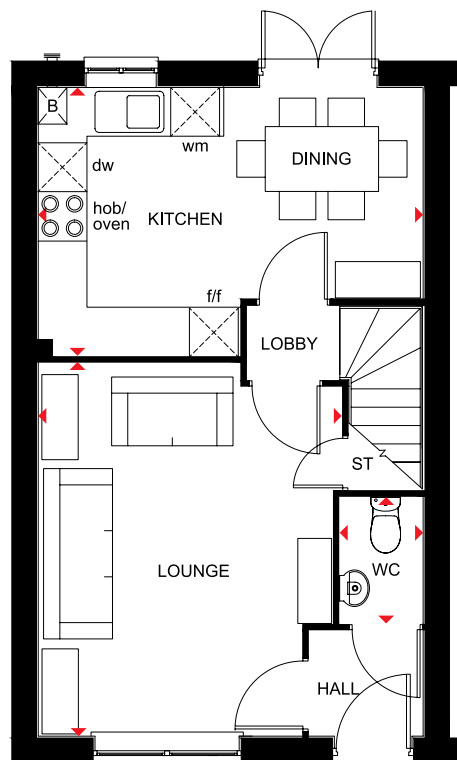 B
wm
DINING
dw
hob/
oven
KITCHEN
f/f
LOBBY
ST
LOUNGE
WC
HALL